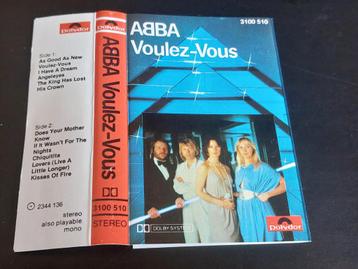 Polydor
Side 1:
As Good As New
Voulez-Vous
I Have A Dream
Angeleyes
The King Has Lost
His Crown
Side 2:
Does Your Mother
Know
If It Wasn't For The
Nights
Chiquitita
Lovers (Live A
Little Longer)
Kisses Of Fire
2344 136
stereo
also playable
mono
Polydor
ABBA Voulez-Vous
DD
3100 510
STEREO
ABBA
3100 510
Voulez-Vous
DD DOLBY SYSTEM
Polydor